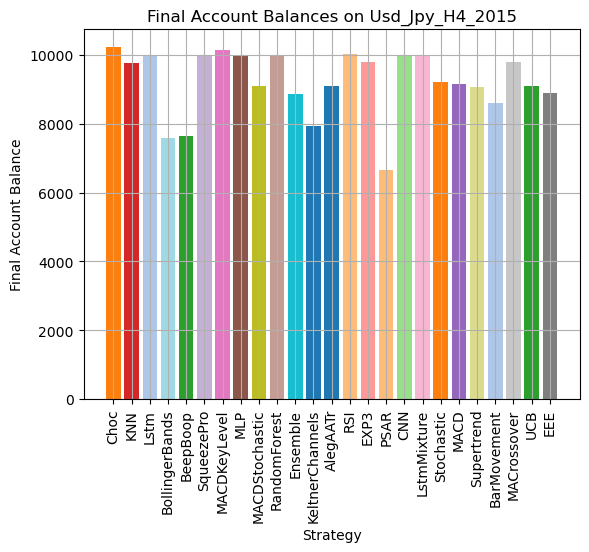 Final Account Balances on Usd_Jpy_H4_2015
Final Account Balance
10000
8000
6000
4000
2000
0
Choc
KNN
Lstm
BollingerBands
BeepBoop
SqueezePro
MACDKeyLevel
MLP
MACDStochastic
RandomForest
Ensemble
KeltnerChannels
AlegAATr
RSI
EXP3
PSAR
CNN
LstmMixture
Stochastic
MACD
Supertrend
BarMovement
MACrossover
UCB
EEE
Strategy